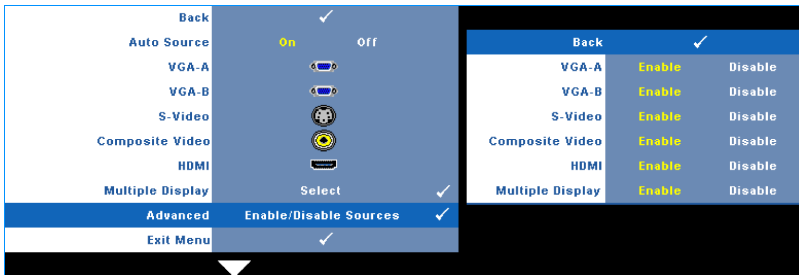 Back
Auto Source On Off
VGA-A
VGA-B
S-Video
Composite Video
HDMI
Multiple Display Select
Advanced Enable/Disable Sources
Exit Menu
Back
VGA-A Enable Disable
VGA-B Enable Disable
S-Video Enable Disable
Composite Video Enable Disable
HDMI Enable Disable
Multiple Display Enable Disable